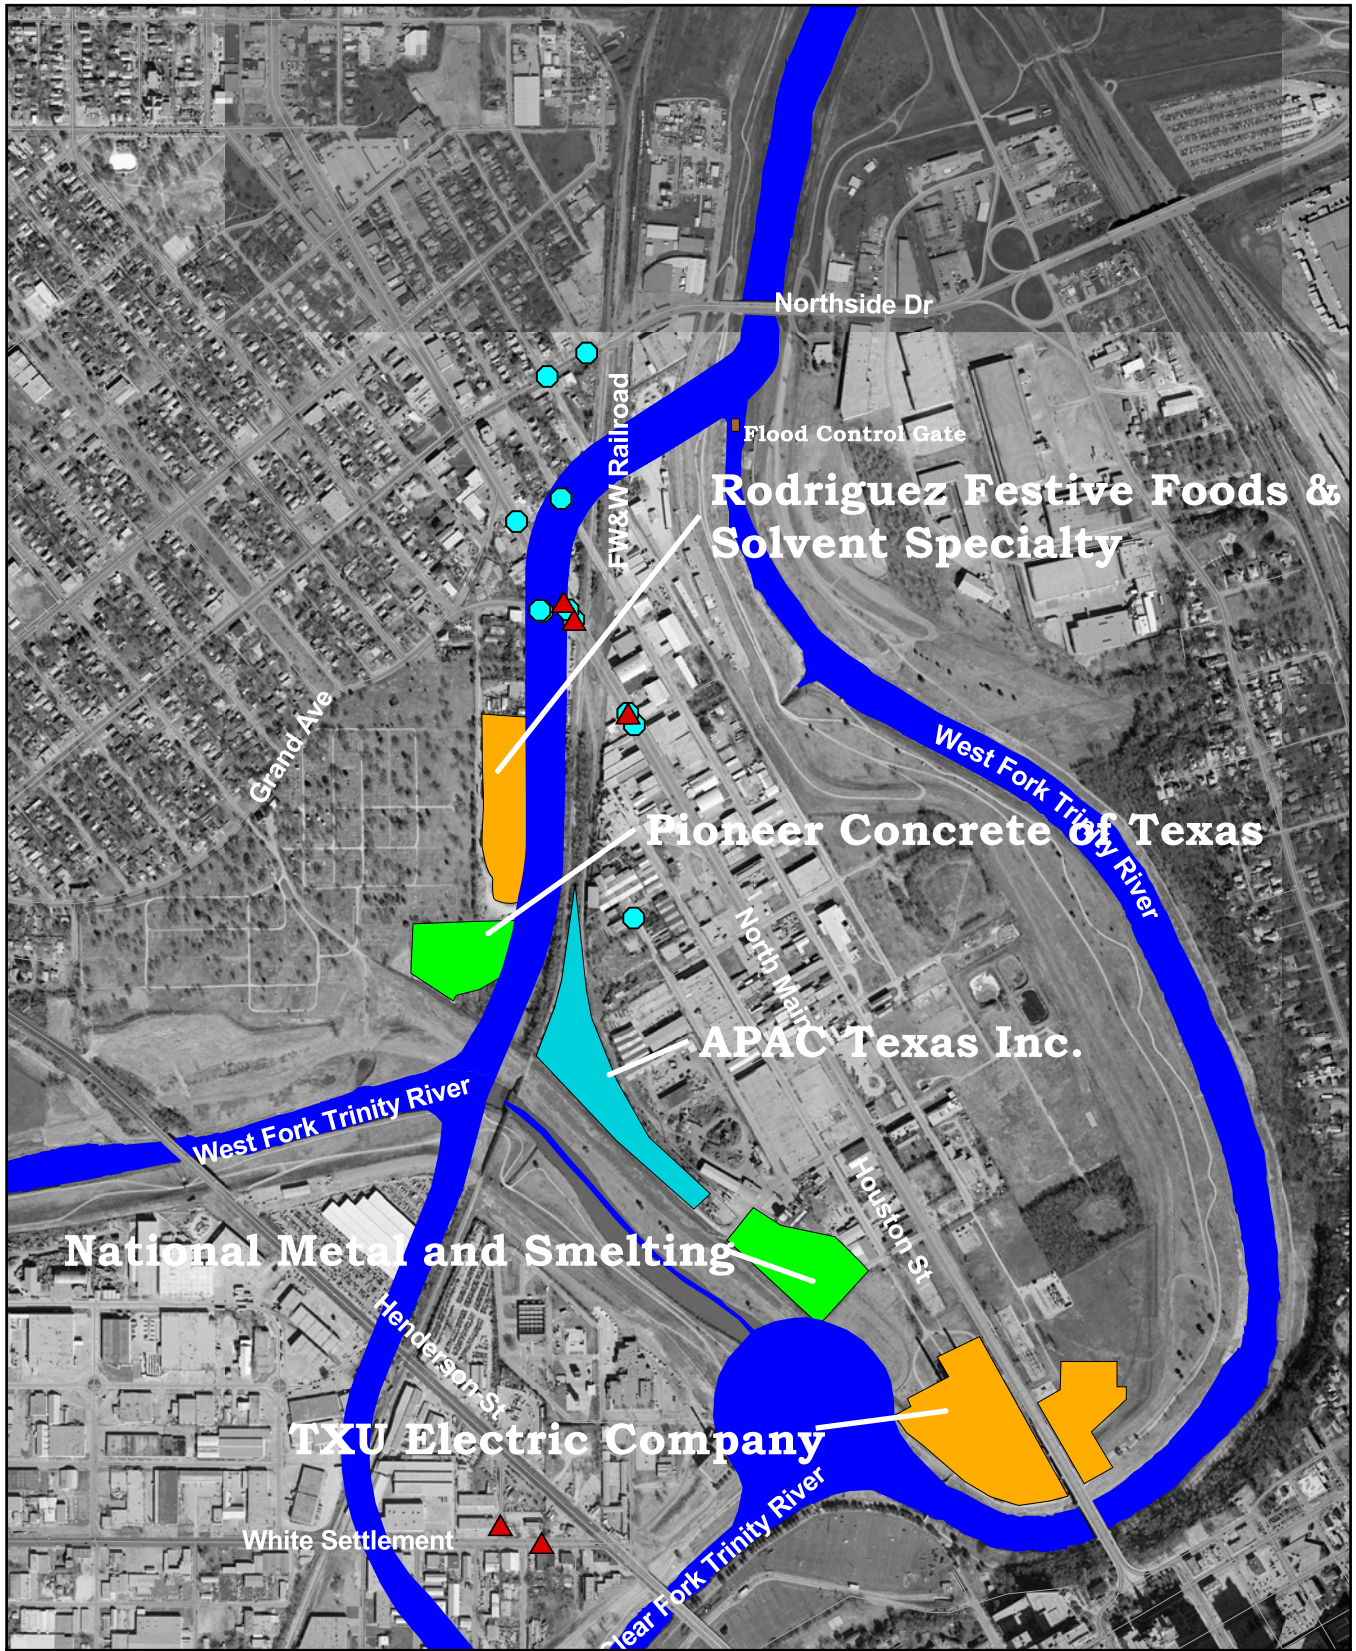 Northside Dr
FW&W Railroad
Flood Control Gate
Rodriguez Festive Foods &
Solvent Specialty
Grand Ave
West Fork Trinity River
Pioneer Concrete of Texas
North Main
APAC Texas Inc.
West Fork Trinity River
Houston St
National Metal and Smelting
Henderson St
TXU Electric Company
White Settlement
Clear Fork Trinity River